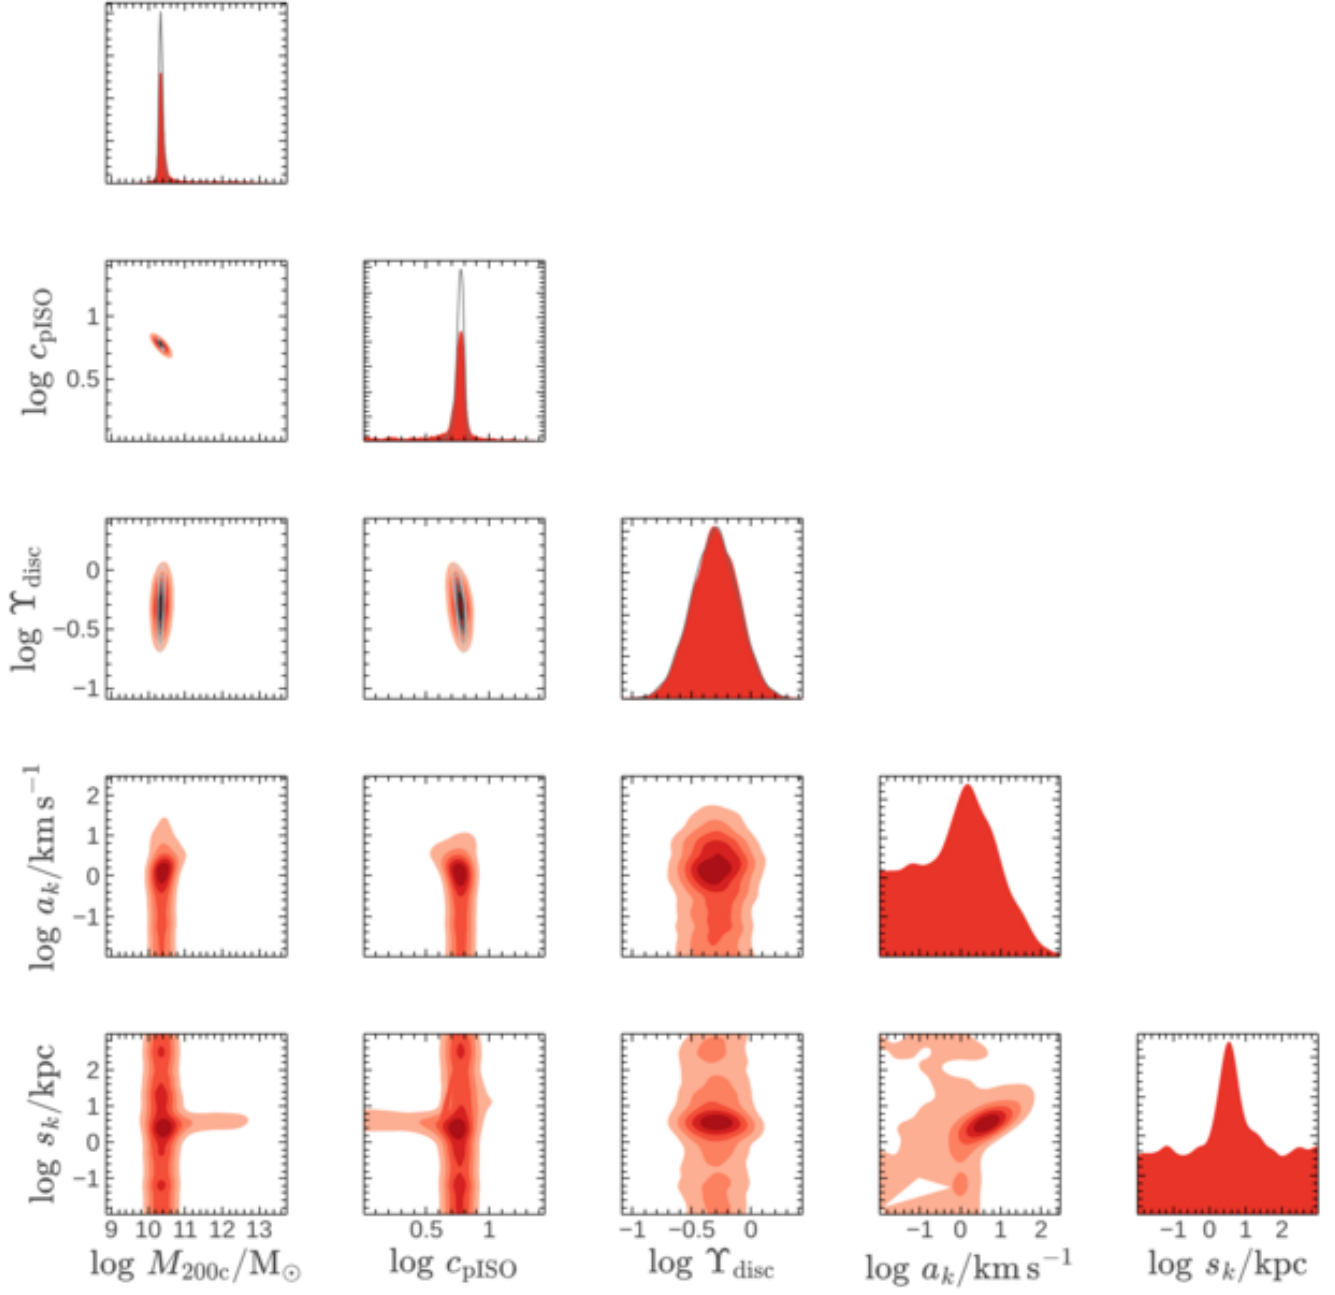 log c_pISO
1
0.5
log ϒ_disc
0
−0.5
−1
log a_k/km s⁻¹
2
1
0
−1
log s_k/kpc
2
1
0
−1
9 10 11 12 13
0.5 1
−1 −0.5 0
−1 0 1 2
−1 0 1 2
log M_200c/M_⊙
log c_pISO
log ϒ_disc
log a_k/km s⁻¹
log s_k/kpc